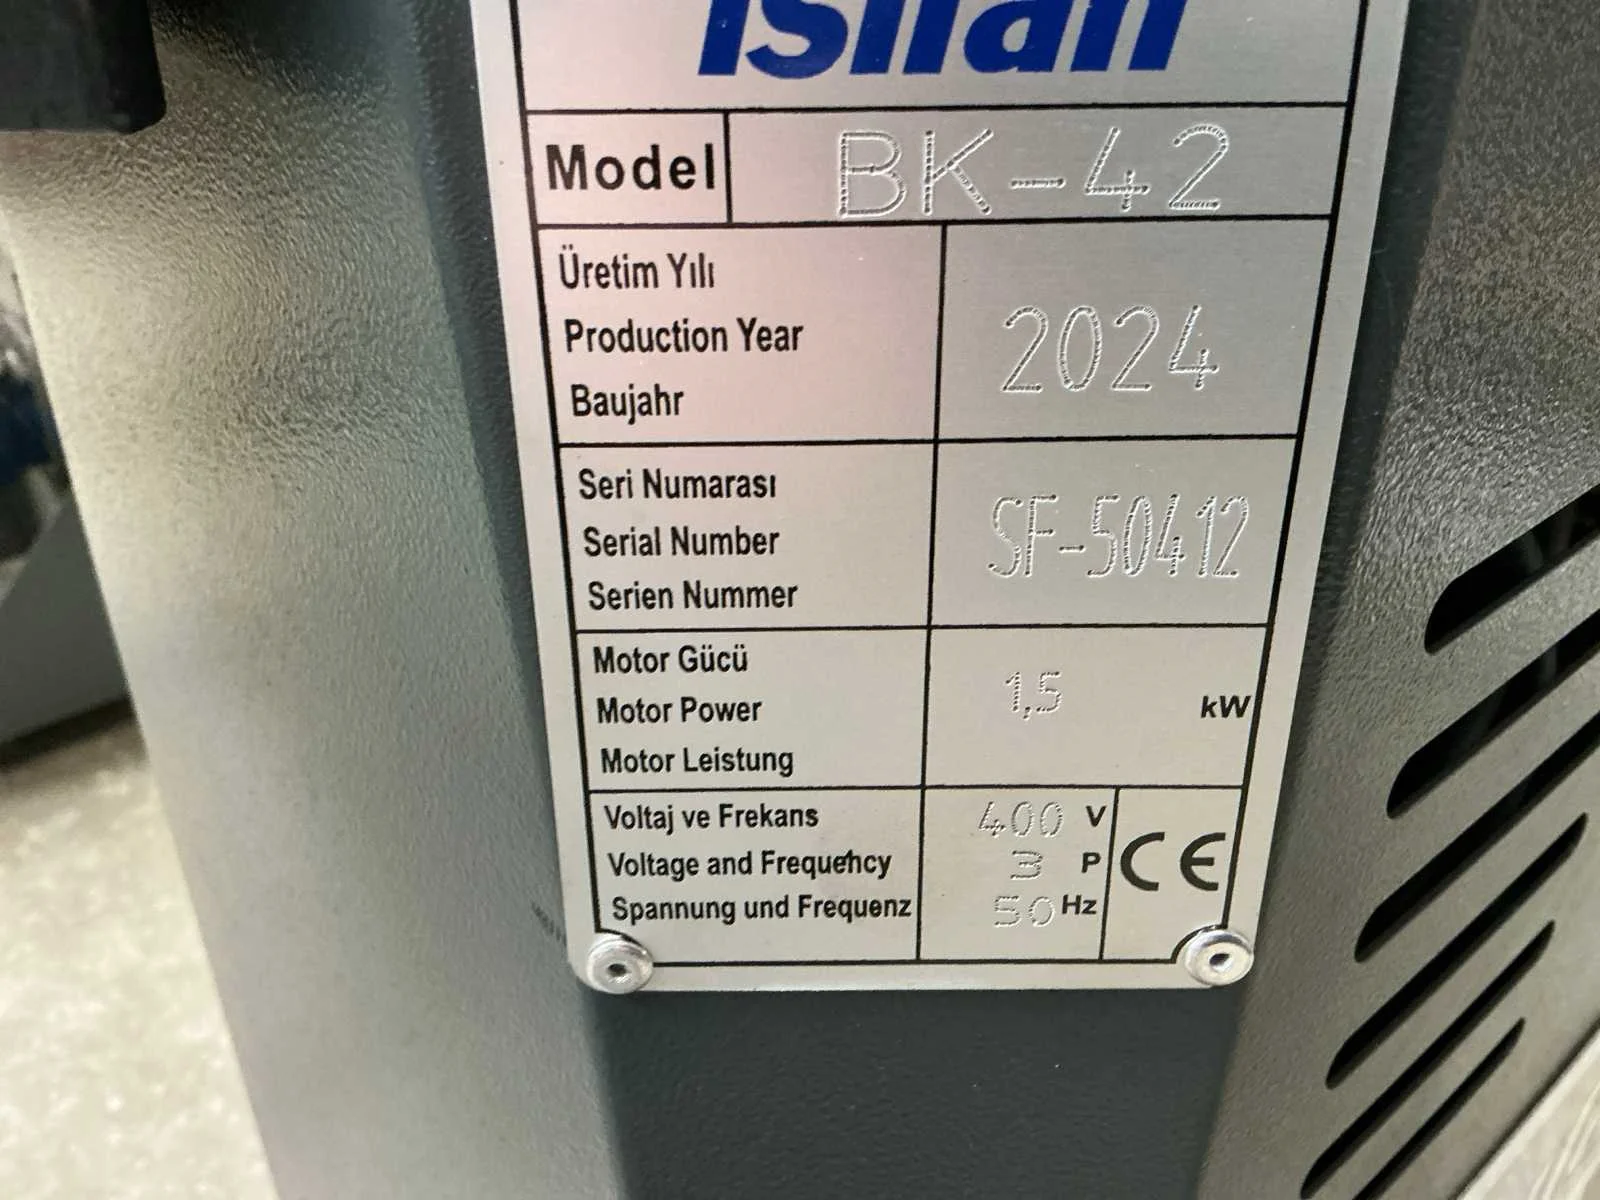 Model BK-42
Üretim Yılı
Production Year
Baujahr
2024
Seri Numarası
Serial Number
Serien Nummer
SF-50412
Motor Gücü
Motor Power
Motor Leistung
1,5 kW
Voltaj ve Frekans
Voltage and Frequency
Spannung und Frequenz
400 V
3 P
50 Hz
CE